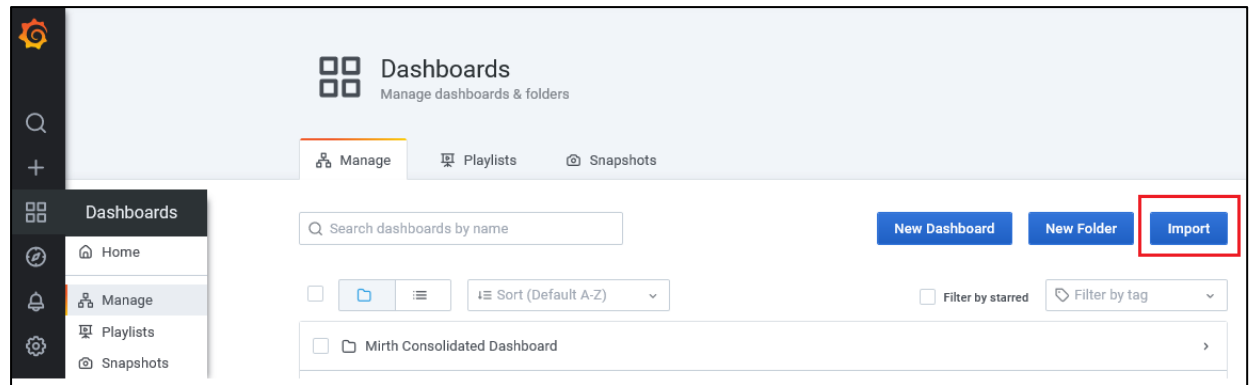 Dashboards
Manage dashboards & folders
Manage Playlists Snapshots
Dashboards
Home
Manage
Playlists
Snapshots
Search dashboards by name
New Dashboard New Folder Import
Sort (Default A-Z)
Filter by starred Filter by tag
Mirth Consolidated Dashboard